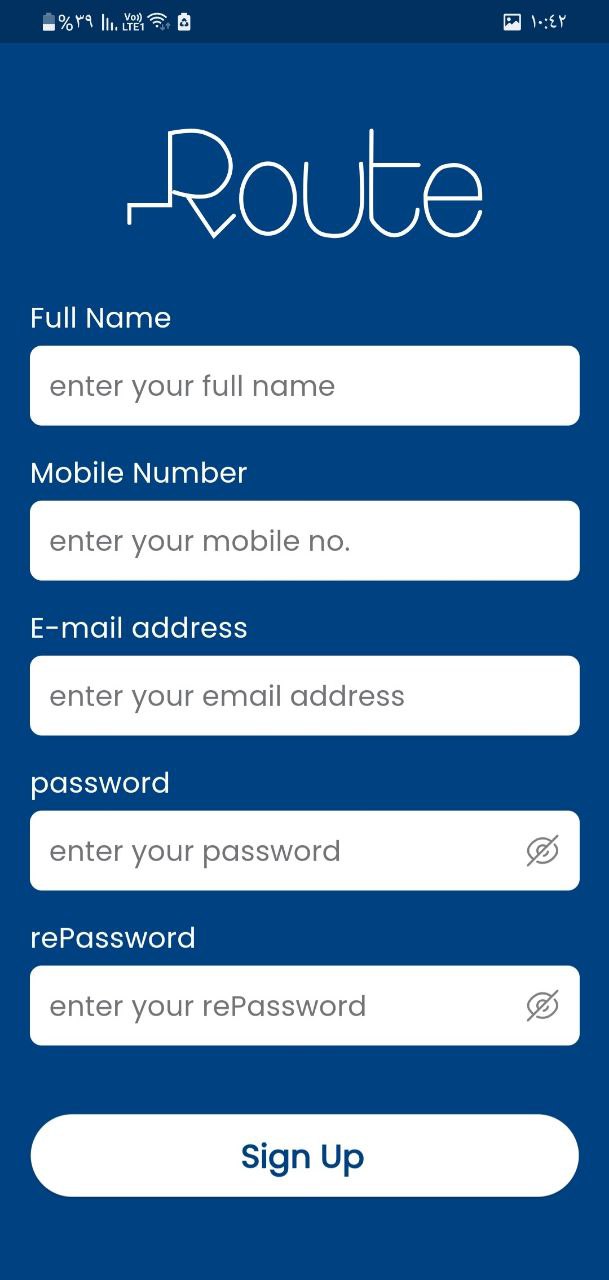 %٣٩ Vo)) LTE1 ١٠:٤٢
Route
Full Name
enter your full name
Mobile Number
enter your mobile no.
E-mail address
enter your email address
password
enter your password
rePassword
enter your rePassword
Sign Up